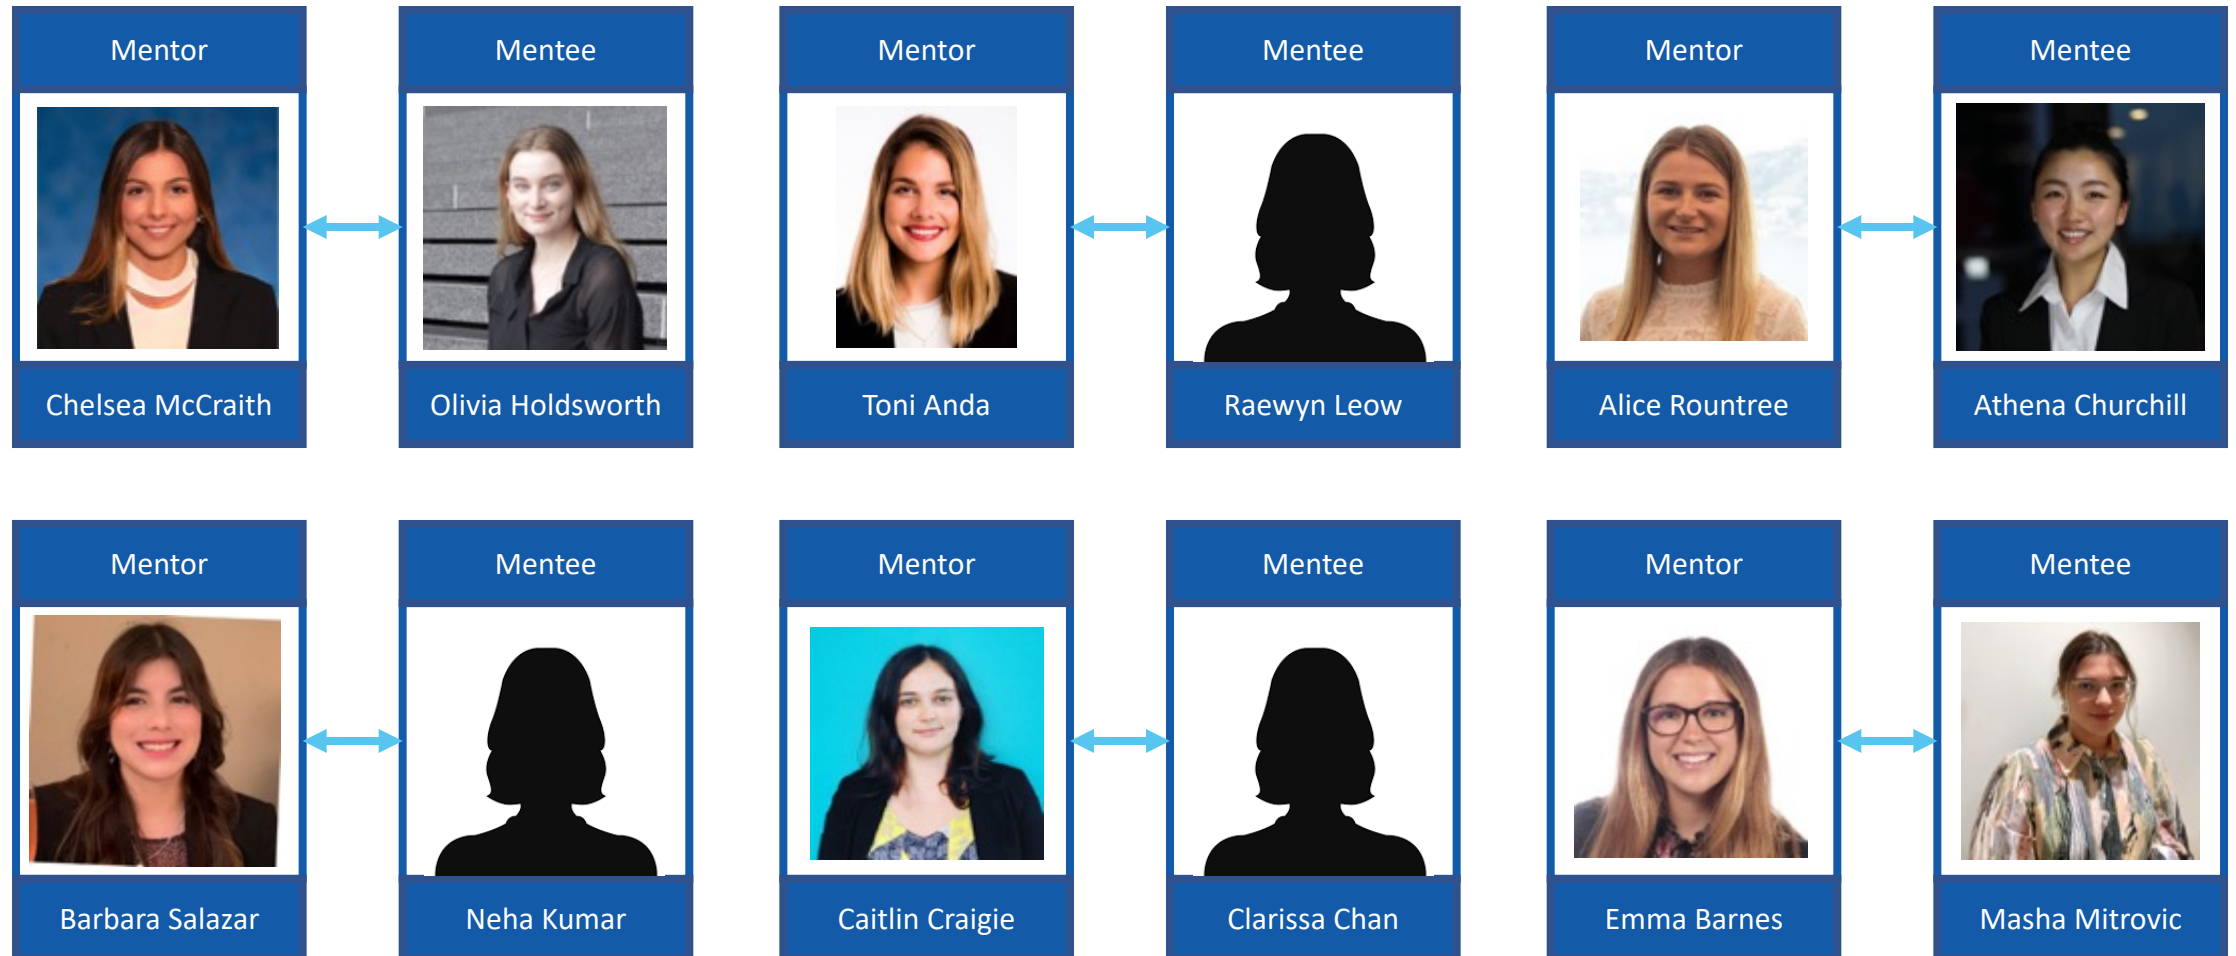 Mentor
Mentee
Mentor
Mentee
Mentor
Mentee
Chelsea McCraith
Olivia Holdsworth
Toni Anda
Raewyn Leow
Alice Rountree
Athena Churchill
Mentor
Mentee
Mentor
Mentee
Mentor
Mentee
Barbara Salazar
Neha Kumar
Caitlin Craigie
Clarissa Chan
Emma Barnes
Masha Mitrovic